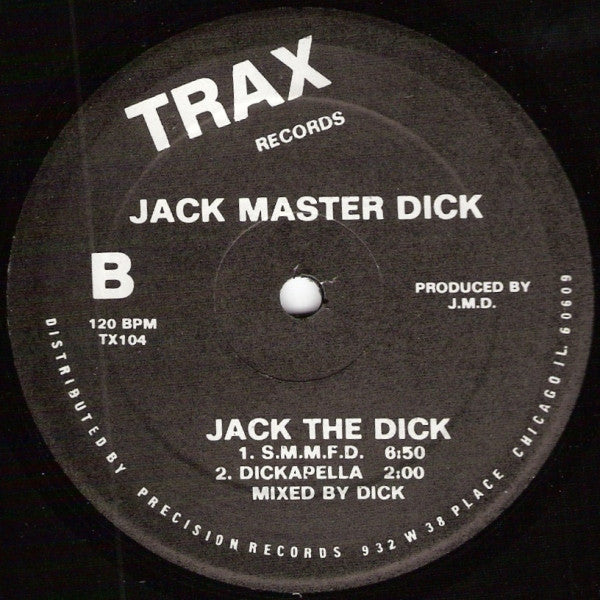 TRAX
RECORDS
JACK MASTER DICK
B
120 BPM
TX104
PRODUCED BY
J.M.D.
JACK THE DICK
1. S.M.M.F.D. 6:50
2. DICKAPELLA 2:00
MIXED BY DICK
DISTRIBUTED BY PRECISION RECORDS 932 W 38 PLACE CHICAGO IL. 60609